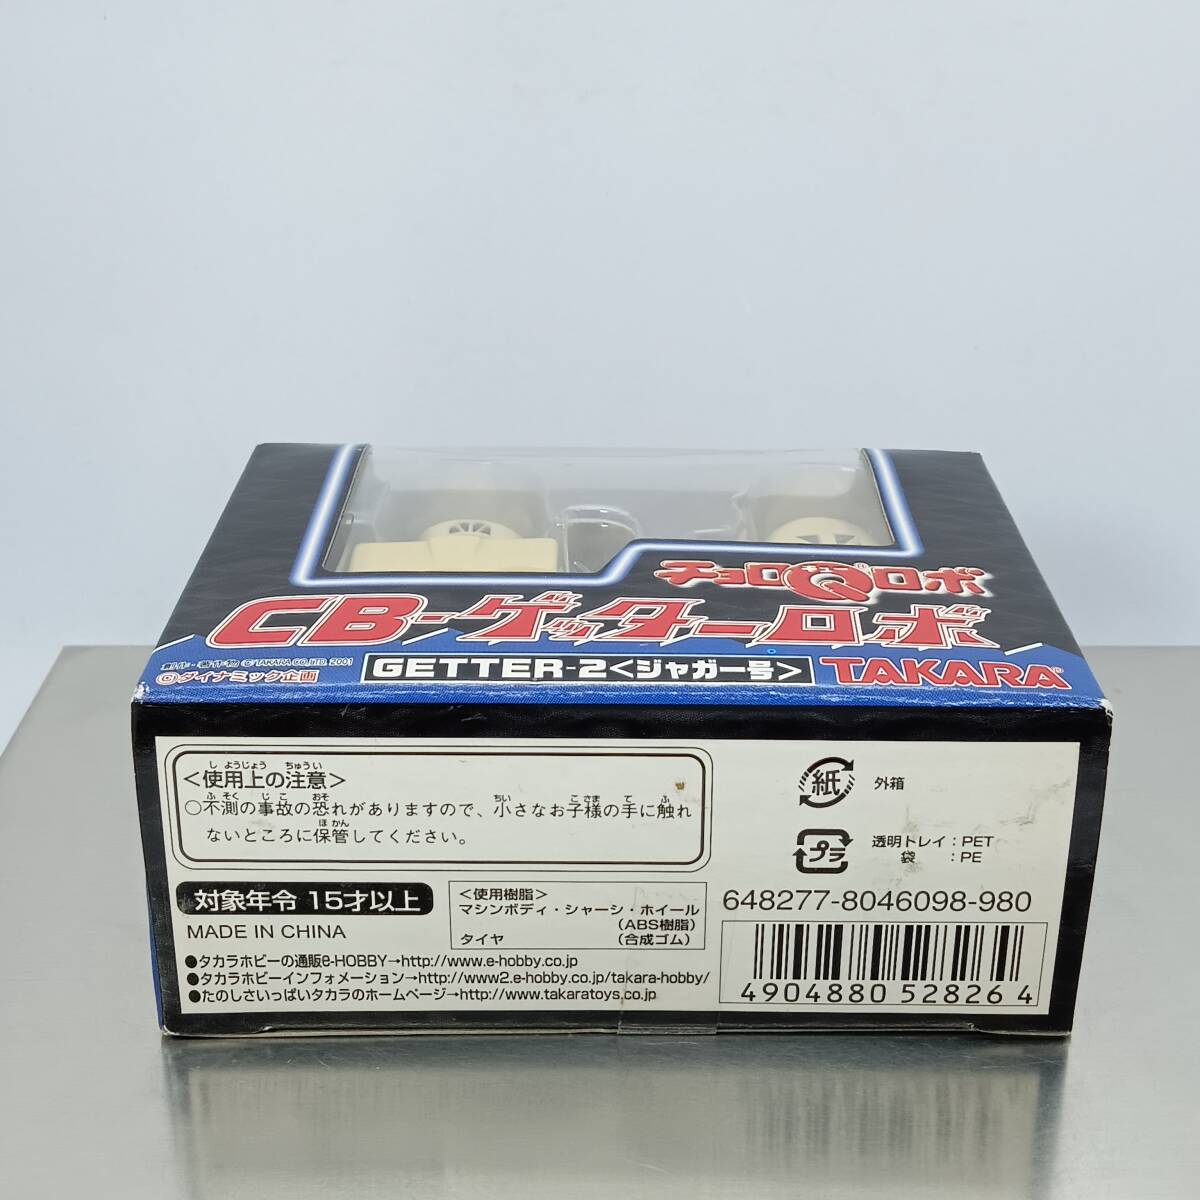 チョロQロボ
CB-ゲッターロボ
創作・著作物 © TAKARA CO.,LTD. 2001
©ダイナミック企画
GETTER-2<ジャガー号>
TAKARA®
<使用上の注意>
○不測の事故の恐れがありますので、小さなお子様の手に触れ
ないところに保管してください。
対象年令 15才以上
MADE IN CHINA
<使用樹脂>
マシンボディ・シャーシ・ホイール
(ABS樹脂)
タイヤ (合成ゴム)
●タカラホビーの通販e-HOBBY→http://www.e-hobby.co.jp
●タカラホビーインフォメーション→http://www2.e-hobby.co.jp/takara-hobby/
●たのしさいっぱいタカラのホームページ→http://www.takaratoys.co.jp
紙 外箱
プラ 透明トレイ:PET
袋 :PE
648277-8046098-980
4904880 528264